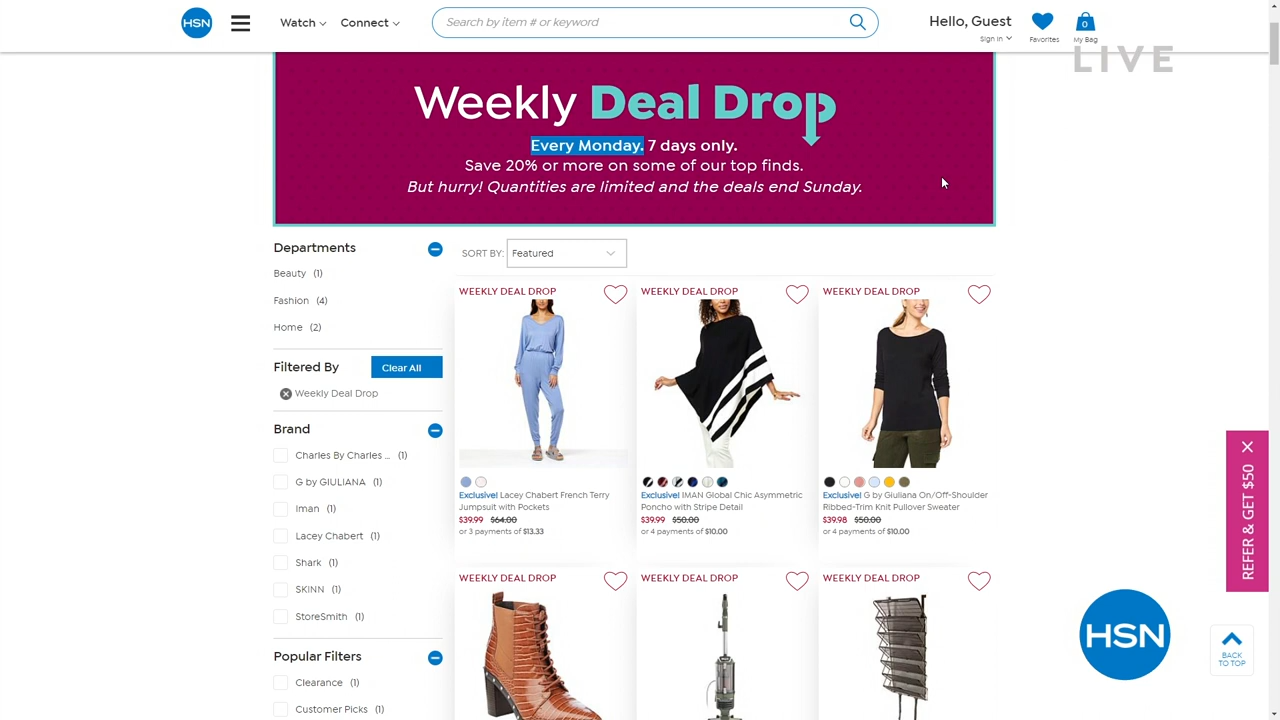 HSN
Watch
Connect
Search by item # or keyword
Hello, Guest
Sign In
Favorites
0
My Bag
LIVE
Weekly Deal Drop
Every Monday. 7 days only.
Save 20% or more on some of our top finds.
But hurry! Quantities are limited and the deals end Sunday.
Departments
Beauty (1)
Fashion (4)
Home (2)
Filtered By
Clear All
Weekly Deal Drop
Brand
Charles By Charles ... (1)
G by GIULIANA (1)
Iman (1)
Lacey Chabert (1)
Shark (1)
SKINN (1)
StoreSmith (1)
Popular Filters
Clearance (1)
Customer Picks (1)
SORT BY: Featured
WEEKLY DEAL DROP
Exclusive! Lacey Chabert French Terry
Jumpsuit with Pockets
$39.99 $64.00
or 3 payments of $13.33
WEEKLY DEAL DROP
Exclusive! IMAN Global Chic Asymmetric
Poncho with Stripe Detail
$39.99 $50.00
or 4 payments of $10.00
WEEKLY DEAL DROP
Exclusive! G by Giuliana On/Off-Shoulder
Ribbed-Trim Knit Pullover Sweater
$39.98 $50.00
or 4 payments of $10.00
WEEKLY DEAL DROP
WEEKLY DEAL DROP
WEEKLY DEAL DROP
REFER & GET $50
HSN
BACK
TO TOP